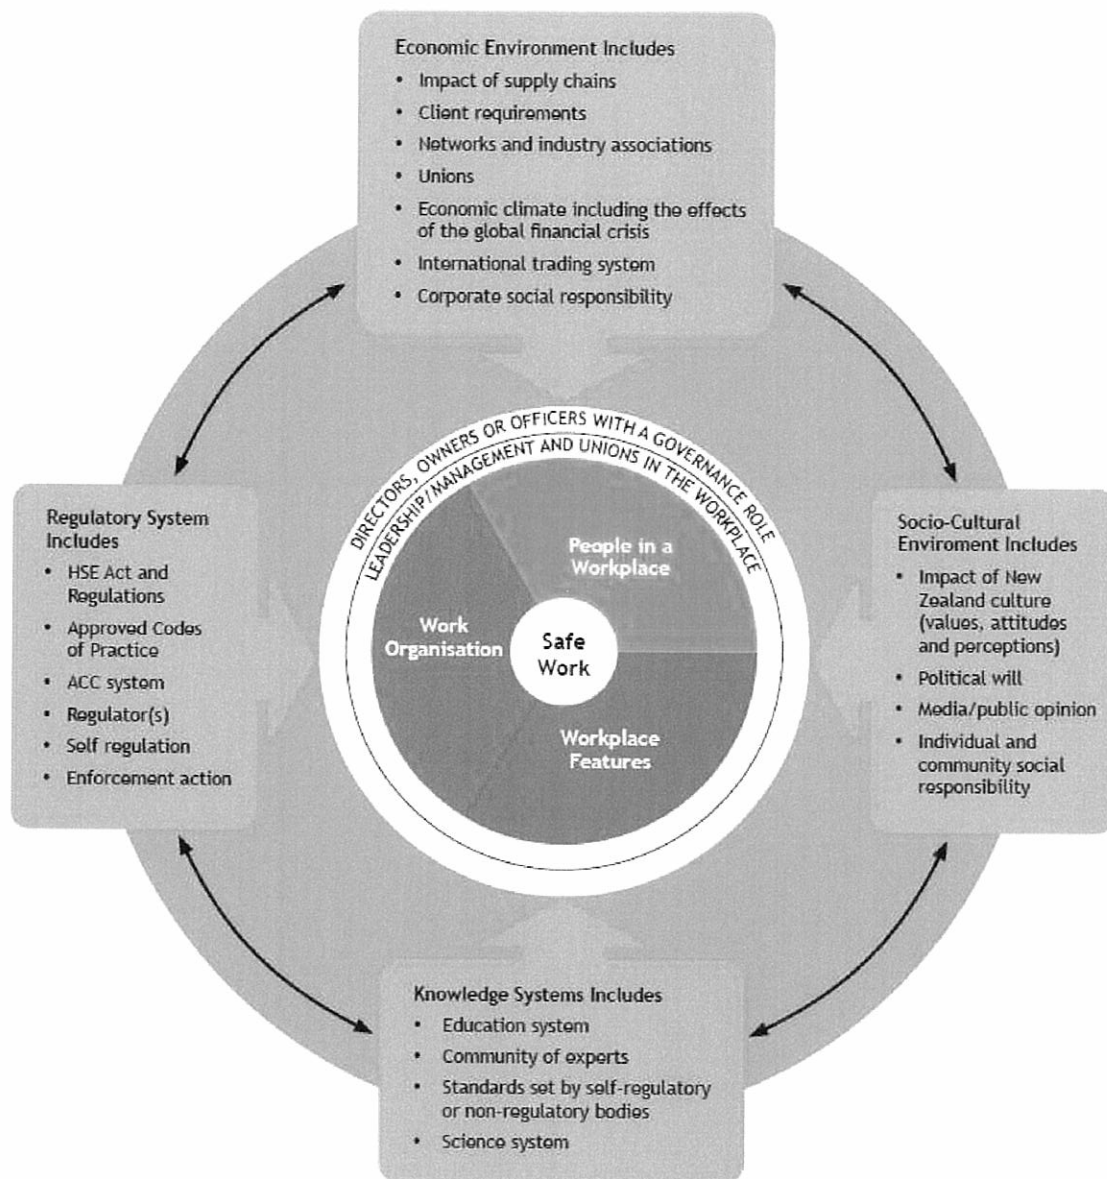 Economic Environment Includes
• Impact of supply chains
• Client requirements
• Networks and industry associations
• Unions
• Economic climate including the effects
of the global financial crisis
• International trading system
• Corporate social responsibility
DIRECTORS, OWNERS OR OFFICERS WITH A GOVERNANCE ROLE
LEADERSHIP/MANAGEMENT AND UNIONS IN THE WORKPLACE
Regulatory System
Includes
• HSE Act and
Regulations
• Approved Codes
of Practice
• ACC system
• Regulator(s)
• Self regulation
• Enforcement action
People in a
Workplace
Work
Organisation
Safe
Work
Workplace
Features
Socio-Cultural
Enviroment Includes
• Impact of New
Zealand culture
(values, attitudes
and perceptions)
• Political will
• Media/public opinion
• Individual and
community social
responsibility
Knowledge Systems Includes
• Education system
• Community of experts
• Standards set by self-regulatory
or non-regulatory bodies
• Science system